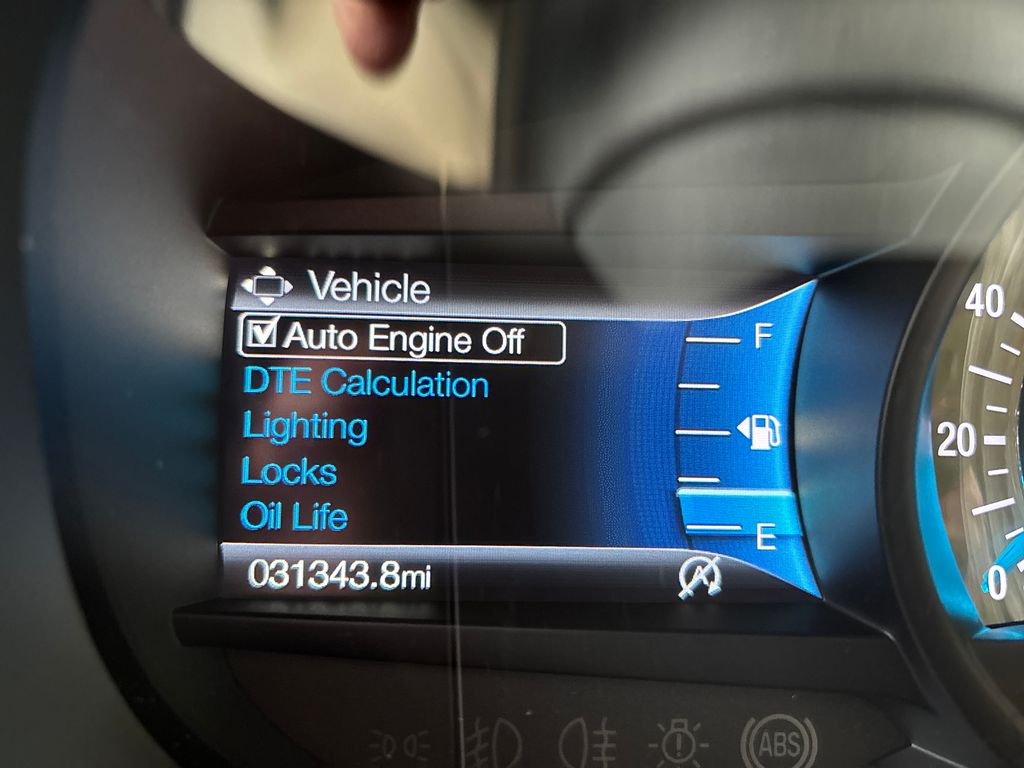 Vehicle
Auto Engine Off
DTE Calculation
Lighting
Locks
Oil Life
031343.8mi
F
E
A
40
20
0
ABS